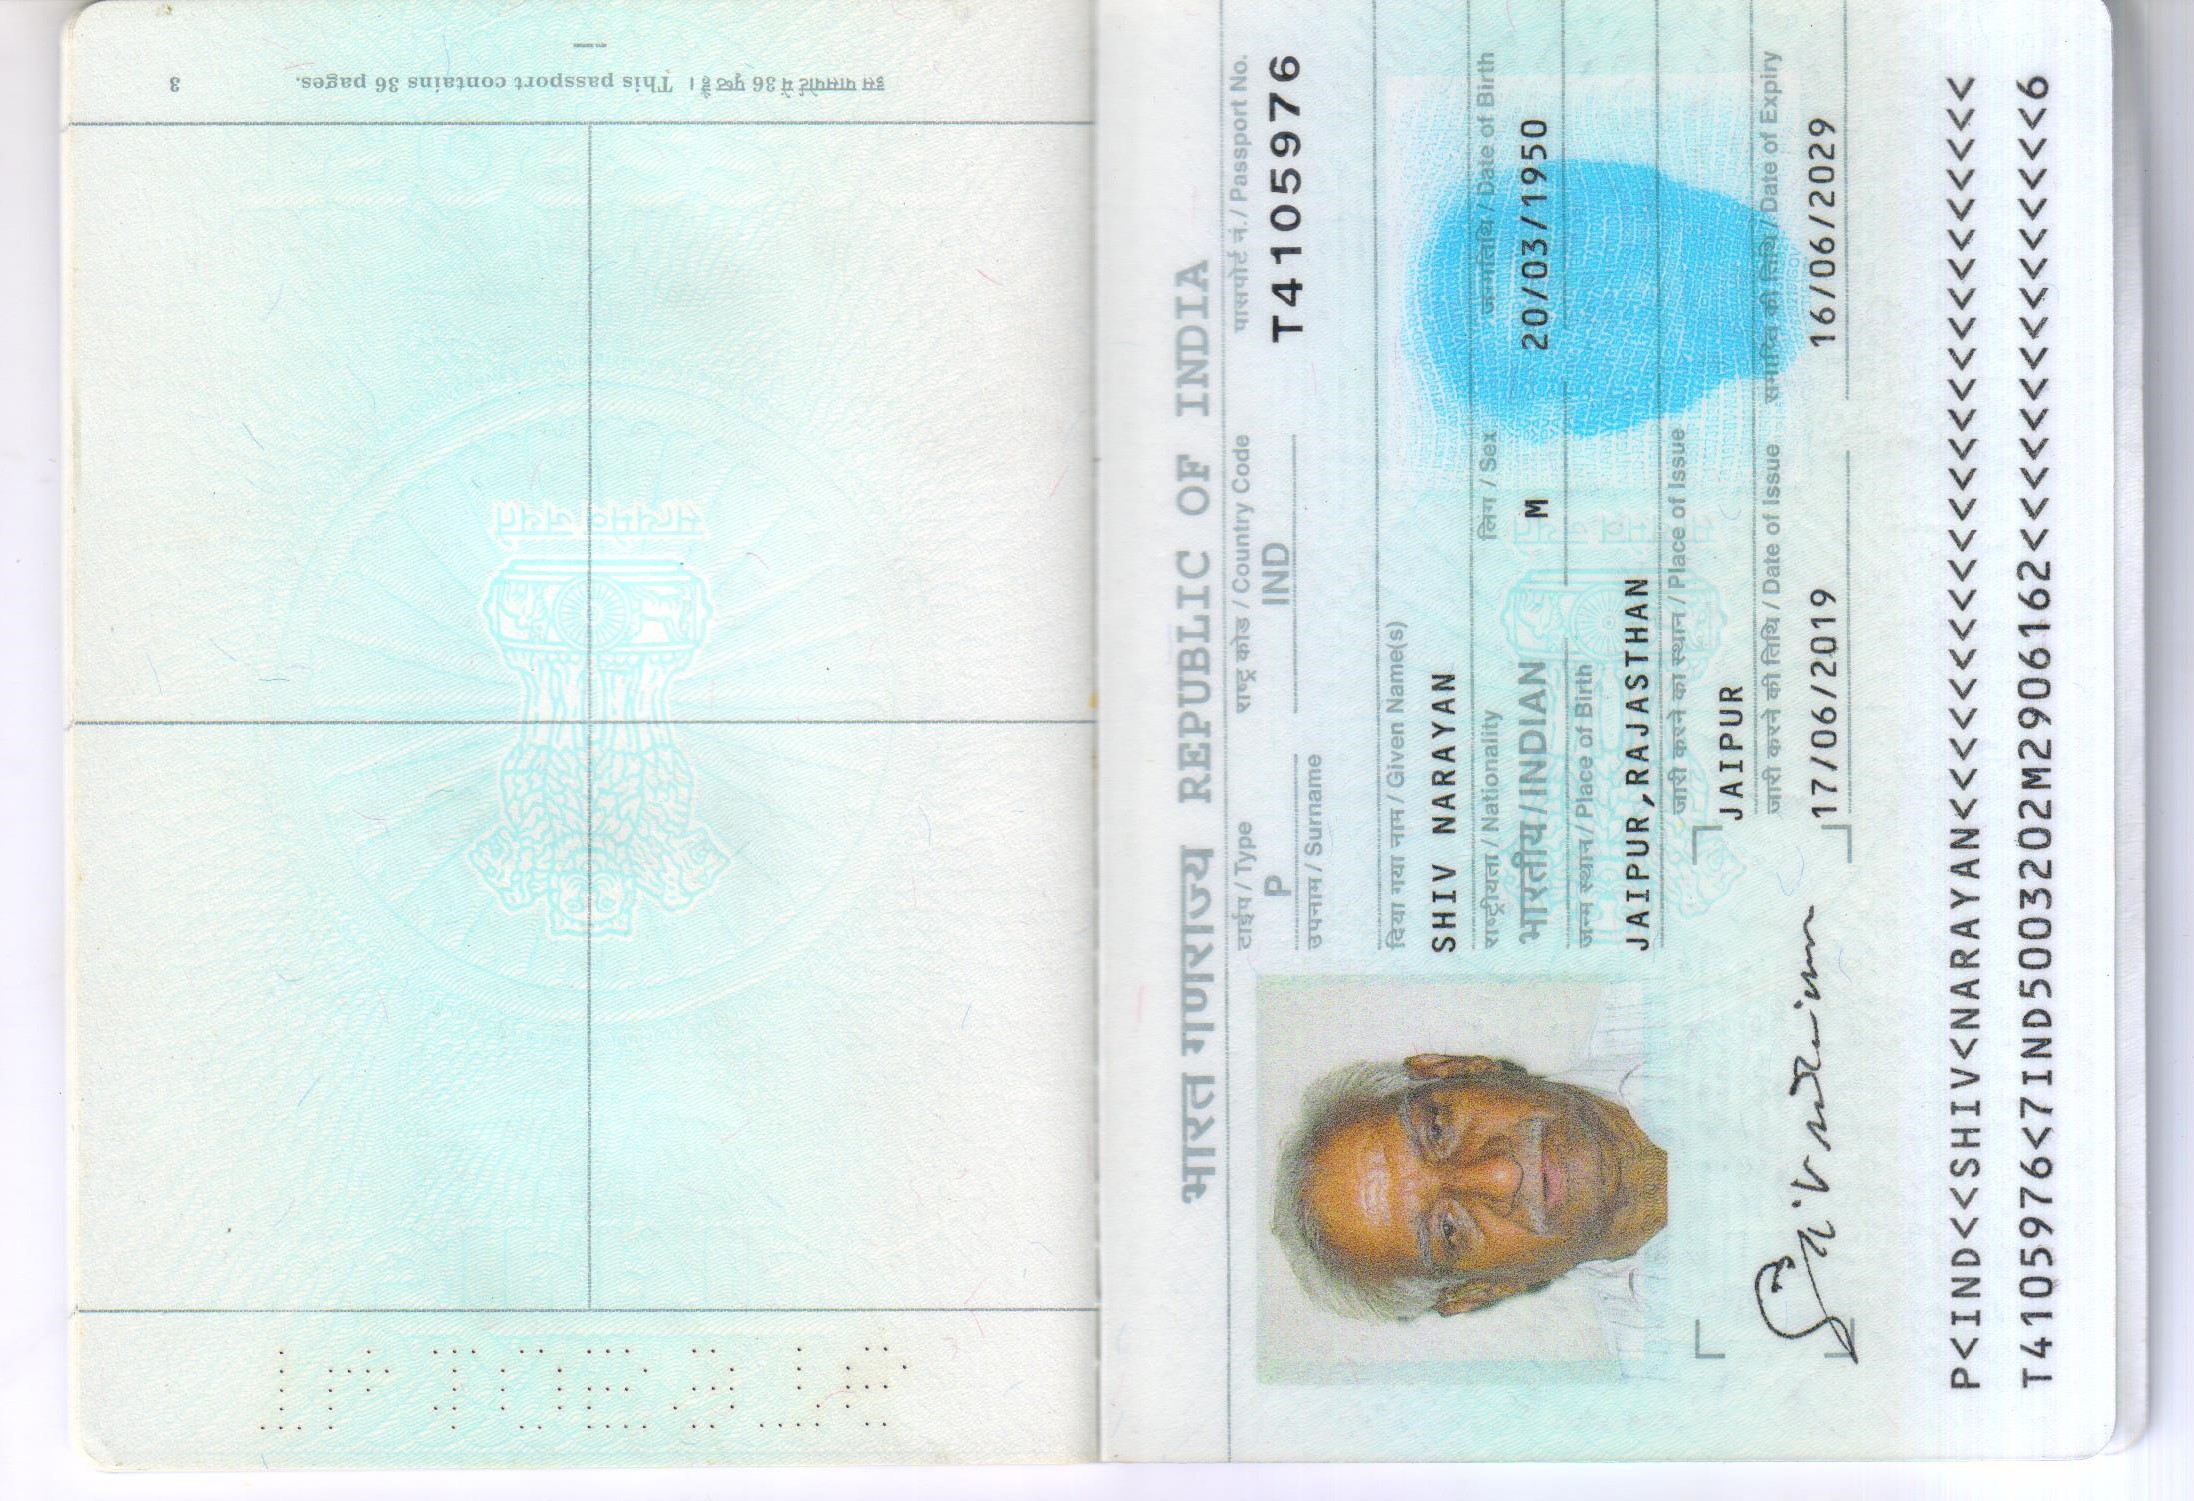 इस पासपोर्ट में 36 पृष्ठ हैं। This passport contains 36 pages. 3
भारत गणराज्य REPUBLIC OF INDIA
टाईप / Type राष्ट्र कोड / Country Code पासपोर्ट नं. / Passport No.
P IND T4105976
उपनाम / Surname
दिया गया नाम / Given Name(s)
SHIV NARAYAN
राष्ट्रीयता / Nationality लिंग / Sex जन्मतिथि / Date of Birth
भारतीय / INDIAN M 20/03/1950
जन्म स्थान / Place of Birth
JAIPUR,RAJASTHAN
जारी करने का स्थान / Place of Issue
JAIPUR
जारी करने की तिथि / Date of Issue समाप्ति की तिथि / Date of Expiry
17/06/2019 16/06/2029
P<IND<<SHIV<NARAYAN<<<<<<<<<<<<<<<<<<<<<<<<<
T4105976<7IND5003202M2906162<<<<<<<<<<<<<<<6
सत्यमेव जयते
सत्यमेव जयते
T4105976